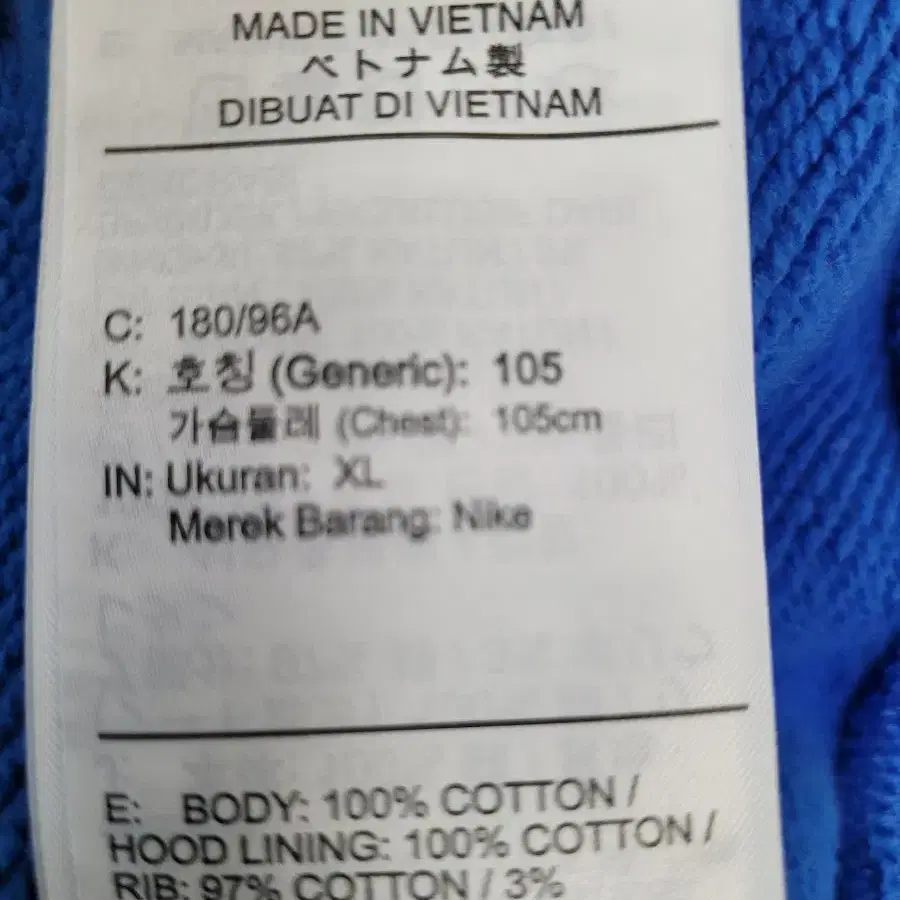 MADE IN VIETNAM
ベトナム製
DIBUAT DI VIETNAM
C: 180/96A
K: 호칭 (Generic): 105
가슴둘레 (Chest): 105cm
IN: Ukuran: XL
Merek Barang: Nike
E: BODY: 100% COTTON /
HOOD LINING: 100% COTTON /
RIB: 97% COTTON / 3%